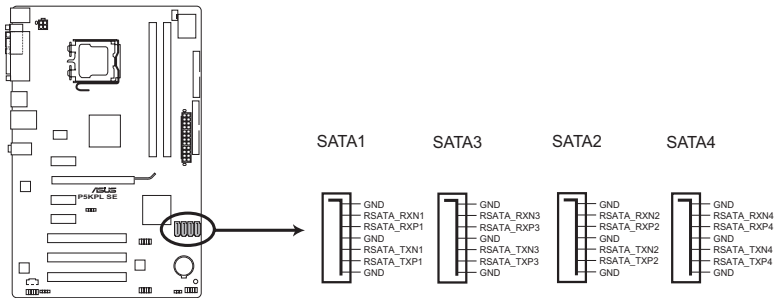 SATA1
SATA3
SATA2
SATA4
ASUS
P5KPL SE
GND
RSATA_RXN1
RSATA_RXP1
GND
RSATA_TXN1
RSATA_TXP1
GND
GND
RSATA_RXN3
RSATA_RXP3
GND
RSATA_TXN3
RSATA_TXP3
GND
GND
RSATA_RXN2
RSATA_RXP2
GND
RSATA_TXN2
RSATA_TXP2
GND
GND
RSATA_RXN4
RSATA_RXP4
GND
RSATA_TXN4
RSATA_TXP4
GND